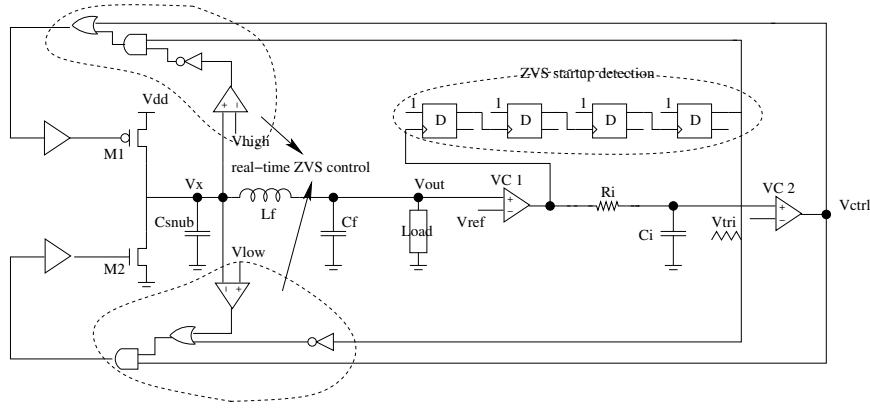 ZVS startup detection
1 1 1 1
D D D D
Vdd
+ −
Vhigh
M1
real−time ZVS control
Vx
Vout
VC 1
Ri
VC 2
Vctrl
Lf
+
−
Vref
Csnub
Cf
Load
Ci
Vtri
+
−
M2
Vlow
− +